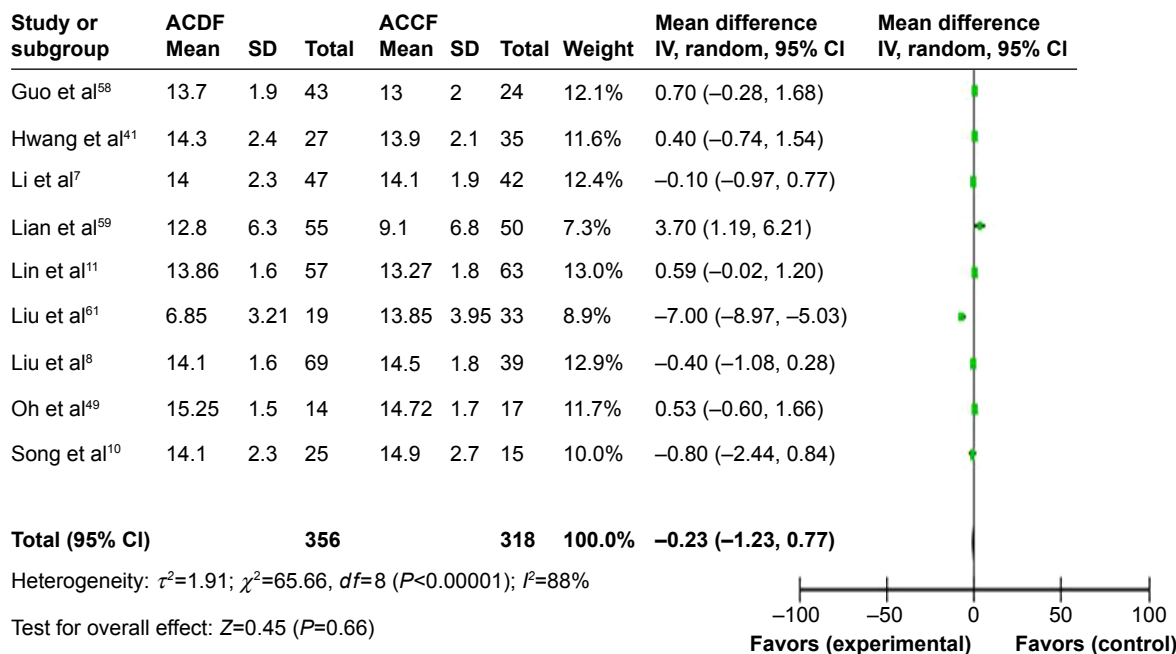 Study or subgroup ACDF Mean SD Total ACCF Mean SD Total Weight Mean difference IV, random, 95% CI Mean difference IV, random, 95% CI
Guo et al⁵⁸ 13.7 1.9 43 13 2 24 12.1% 0.70 (–0.28, 1.68)
Hwang et al⁴¹ 14.3 2.4 27 13.9 2.1 35 11.6% 0.40 (–0.74, 1.54)
Li et al⁷ 14 2.3 47 14.1 1.9 42 12.4% –0.10 (–0.97, 0.77)
Lian et al⁵⁹ 12.8 6.3 55 9.1 6.8 50 7.3% 3.70 (1.19, 6.21)
Lin et al¹¹ 13.86 1.6 57 13.27 1.8 63 13.0% 0.59 (–0.02, 1.20)
Liu et al⁶¹ 6.85 3.21 19 13.85 3.95 33 8.9% –7.00 (–8.97, –5.03)
Liu et al⁸ 14.1 1.6 69 14.5 1.8 39 12.9% –0.40 (–1.08, 0.28)
Oh et al⁴⁹ 15.25 1.5 14 14.72 1.7 17 11.7% 0.53 (–0.60, 1.66)
Song et al¹⁰ 14.1 2.3 25 14.9 2.7 15 10.0% –0.80 (–2.44, 0.84)
Total (95% CI) 356 318 100.0% –0.23 (–1.23, 0.77)
Heterogeneity: τ²=1.91; χ²=65.66, df=8 (P<0.00001); I²=88%
Test for overall effect: Z=0.45 (P=0.66)
–100 –50 0 50 100
Favors (experimental) Favors (control)